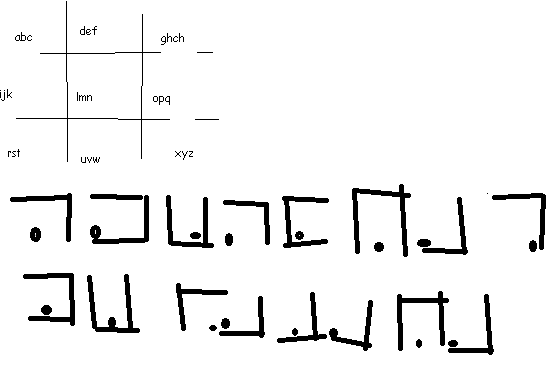 abc def ghch
ijk lmn opq
rst uvw xyz